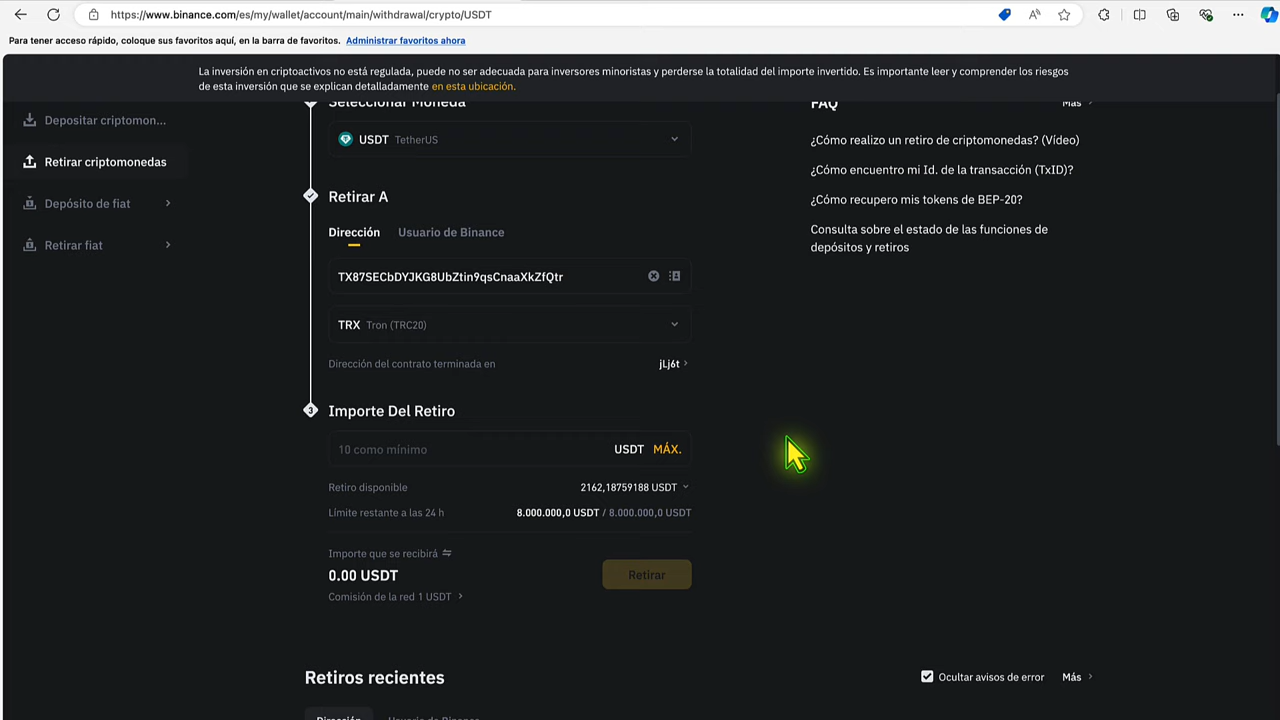 https://www.binance.com/es/my/wallet/account/main/withdrawal/crypto/USDT
Para tener acceso rápido, coloque sus favoritos aquí, en la barra de favoritos. Administrar favoritos ahora
La inversión en criptoactivos no está regulada, puede no ser adecuada para inversores minoristas y perderse la totalidad del importe invertido. Es importante leer y comprender los riesgos
de esta inversión que se explican detalladamente en esta ubicación.
Depositar criptomon...
Retirar criptomonedas
Depósito de fiat
Retirar fiat
Seleccionar Moneda
USDT TetherUS
Retirar A
Dirección Usuario de Binance
TX87SECbDYJKG8UbZtin9qsCnaaXkZfQtr
TRX Tron (TRC20)
Dirección del contrato terminada en jLj6t
3 Importe Del Retiro
10 como mínimo USDT MÁX.
Retiro disponible 2162,18759188 USDT
Límite restante a las 24 h 8.000.000,0 USDT / 8.000.000,0 USDT
Importe que se recibirá
0.00 USDT
Retirar
Comisión de la red 1 USDT
FAQ Más
¿Cómo realizo un retiro de criptomonedas? (Vídeo)
¿Cómo encuentro mi Id. de la transacción (TxID)?
¿Cómo recupero mis tokens de BEP-20?
Consulta sobre el estado de las funciones de
depósitos y retiros
Retiros recientes
Ocultar avisos de error Más
Dirección Usuario de Binance